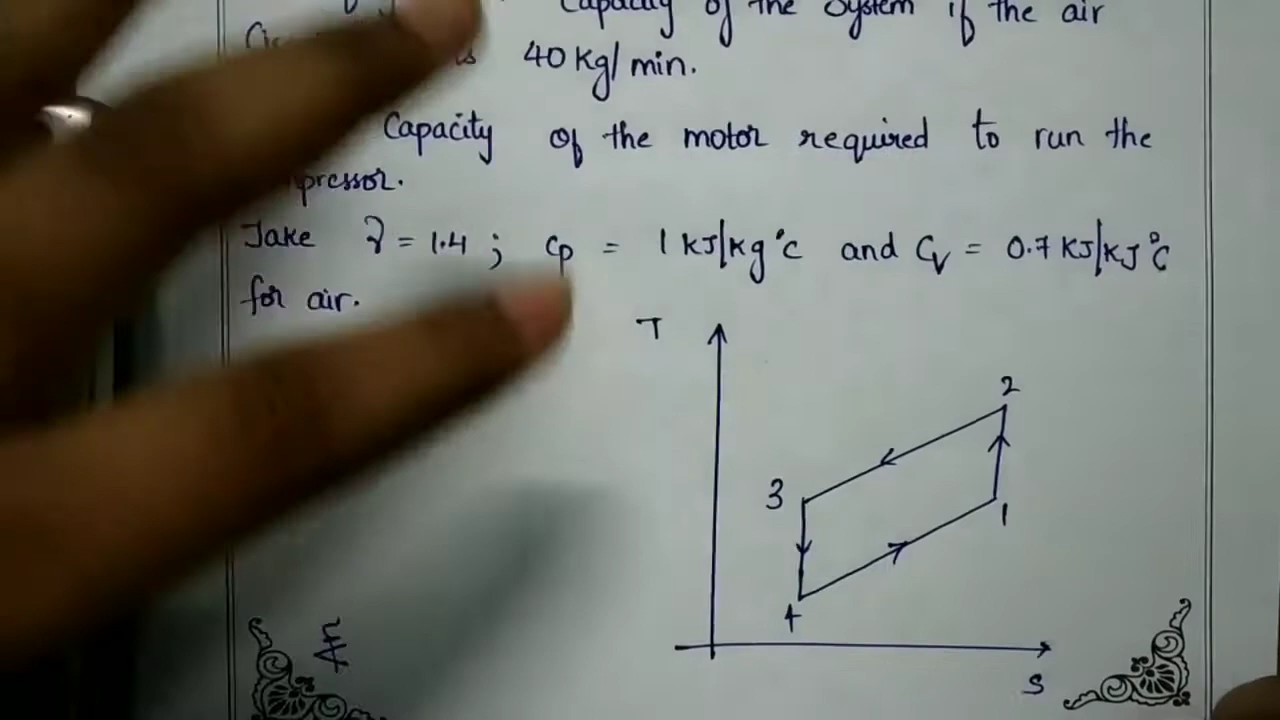 Capacity of the System if the air
40 Kg/min.
Capacity of the motor required to run the
pressor.
Take γ = 1.4 ; Cp = 1 KJ/Kg°C and Cv = 0.7 KJ/KJ°C
for air.
T
2
3
1
4
S